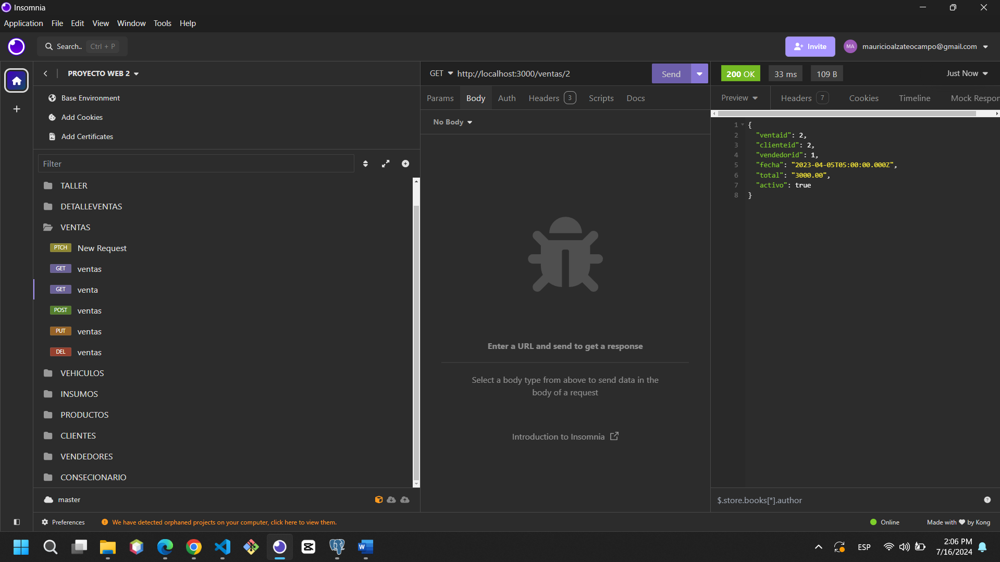 Insomnia
Application File Edit View Window Tools Help
Search.. Ctrl + P
Invite
MA mauricioalzateocampo@gmail.com
PROYECTO WEB 2
Base Environment
Add Cookies
Add Certificates
Filter
TALLER
DETALLEVENTAS
VENTAS
PTCH New Request
GET ventas
GET venta
POST ventas
PUT ventas
DEL ventas
VEHICULOS
INSUMOS
PRODUCTOS
CLIENTES
VENDEDORES
CONSECIONARIO
master
GET http://localhost:3000/ventas/2 Send
Params Body Auth Headers 3 Scripts Docs
No Body
Enter a URL and send to get a response
Select a body type from above to send data in the
body of a request
Introduction to Insomnia
200 OK 33 ms 109 B Just Now
Preview Headers 7 Cookies Timeline Mock Respor
1 {
2 "ventaid": 2,
3 "clienteid": 2,
4 "vendedorid": 1,
5 "fecha": "2023-04-05T05:00:00.000Z",
6 "total": "3000.00",
7 "activo": true
8 }
$.store.books[*].author
Preferences We have detected orphaned projects on your computer, click here to view them.
Online Made with ❤ by Kong
ESP
2:06 PM
7/16/2024